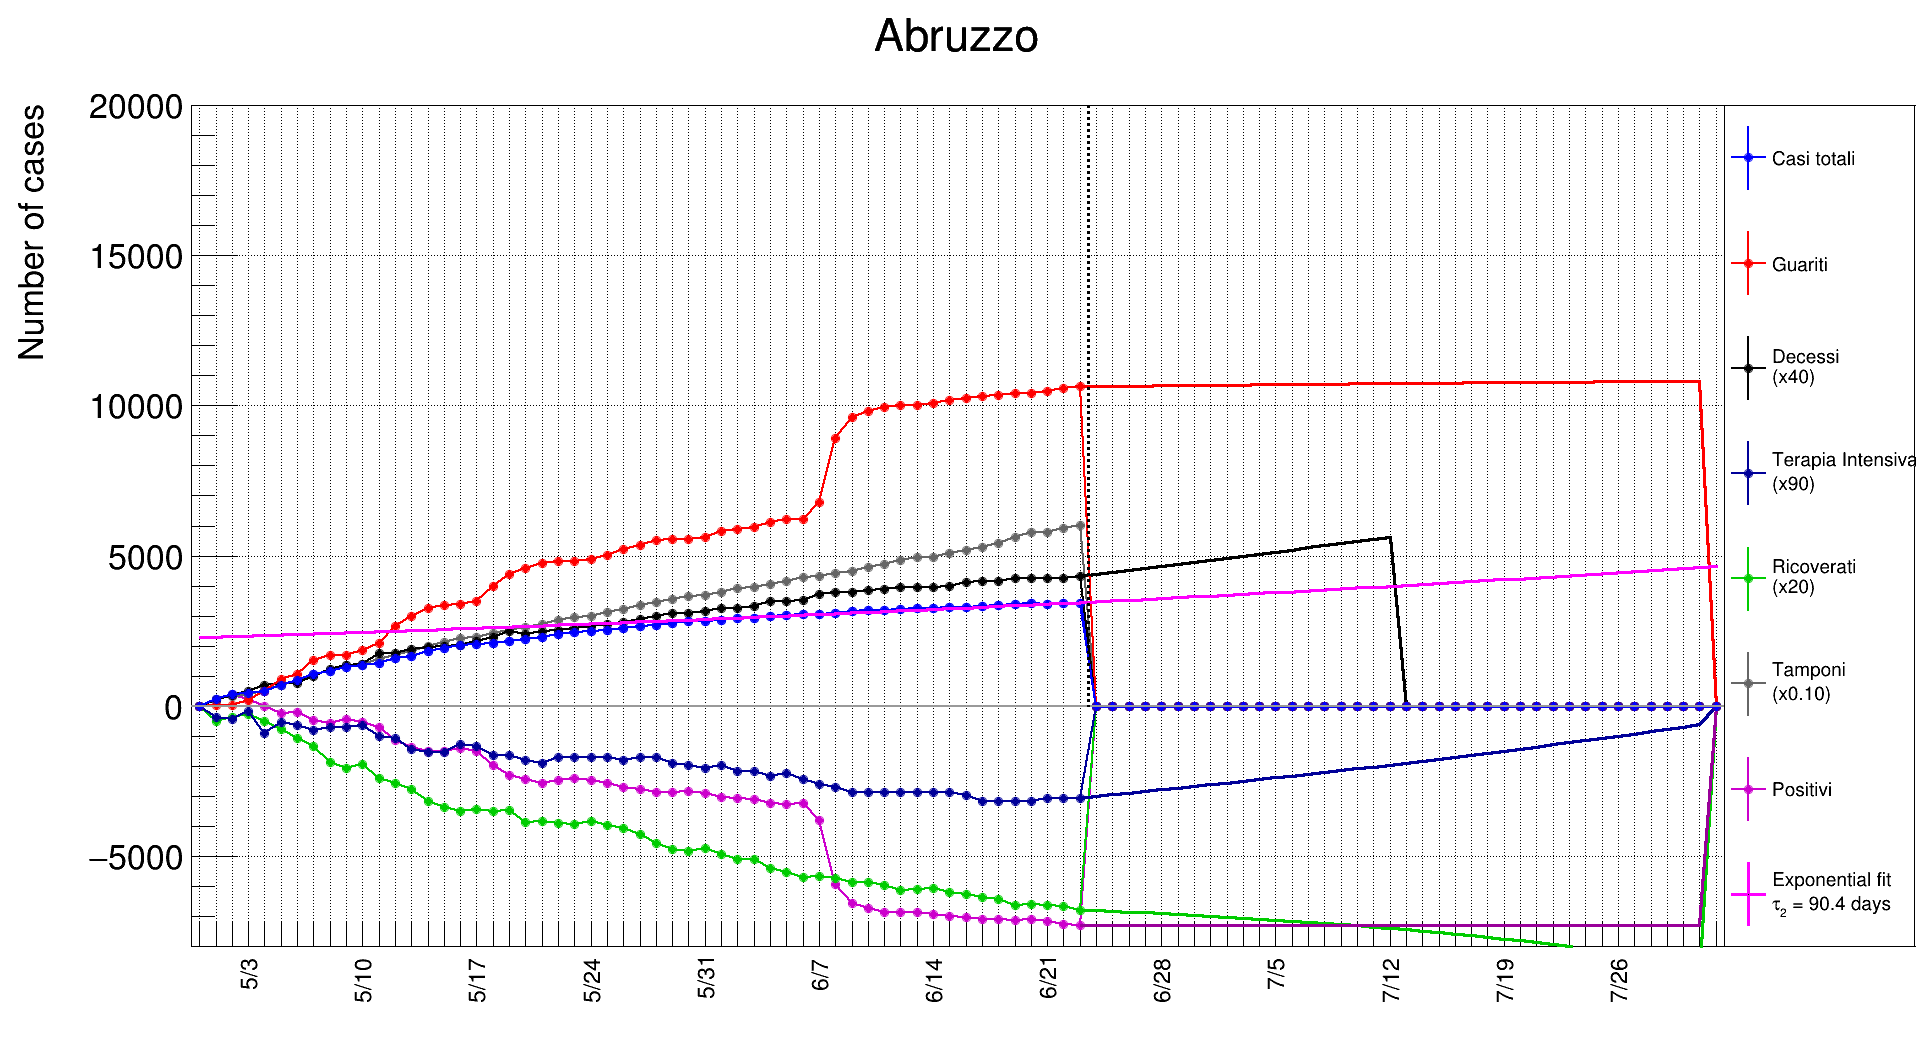 Abruzzo
Number of cases
20000
15000
10000
5000
0
−5000
5/3
5/10
5/17
5/24
5/31
6/7
6/14
6/21
6/28
7/5
7/12
7/19
7/26
Casi totali
Guariti
Decessi
(x40)
Terapia Intensiva
(x90)
Ricoverati
(x20)
Tamponi
(x0.10)
Positivi
Exponential fit
τ₂ = 90.4 days